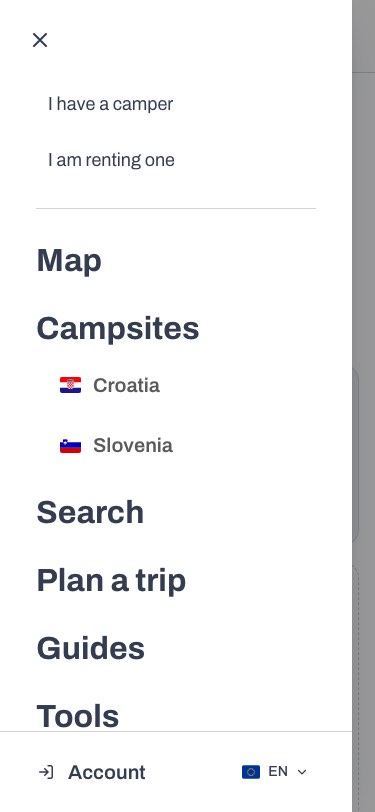 I have a camper
I am renting one
Map
Campsites
Croatia
Slovenia
Search
Plan a trip
Guides
Tools
Account EN